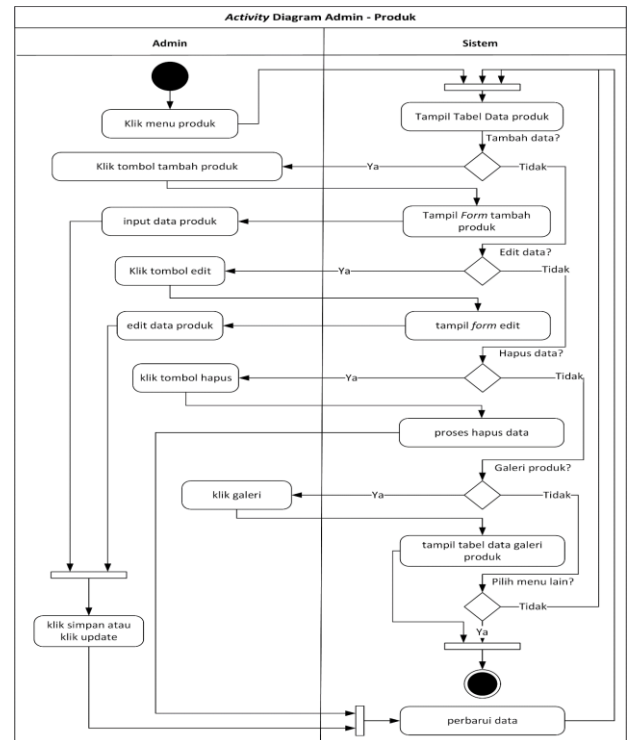 Activity Diagram Admin - Produk
Admin
Sistem
Klik menu produk
Tampil Tabel Data produk
Tambah data?
Klik tombol tambah produk
Ya
Tidak
input data produk
Tampil Form tambah
produk
Edit data?
Klik tombol edit
Ya
Tidak
edit data produk
tampil form edit
Hapus data?
klik tombol hapus
Ya
Tidak
proses hapus data
Galeri produk?
klik galeri
Ya
Tidak
tampil tabel data galeri
produk
Pilih menu lain?
Tidak
Ya
klik simpan atau
klik update
perbarui data